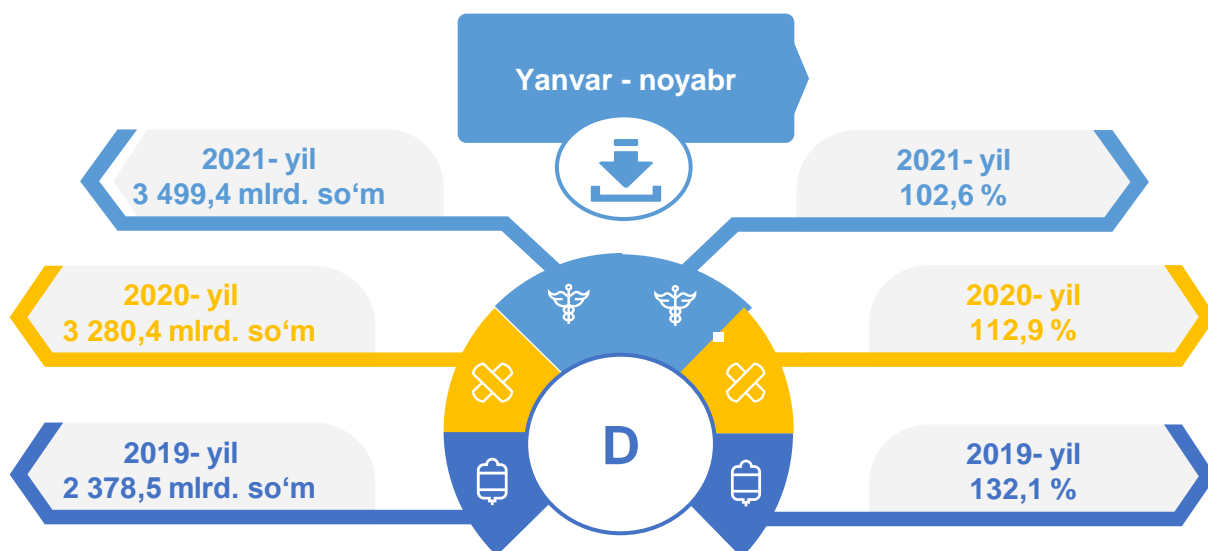 Yanvar - noyabr
2021- yil
3 499,4 mlrd. so‘m
2021- yil
102,6 %
2020- yil
3 280,4 mlrd. so‘m
2020- yil
112,9 %
2019- yil
2 378,5 mlrd. so‘m
2019- yil
132,1 %
D